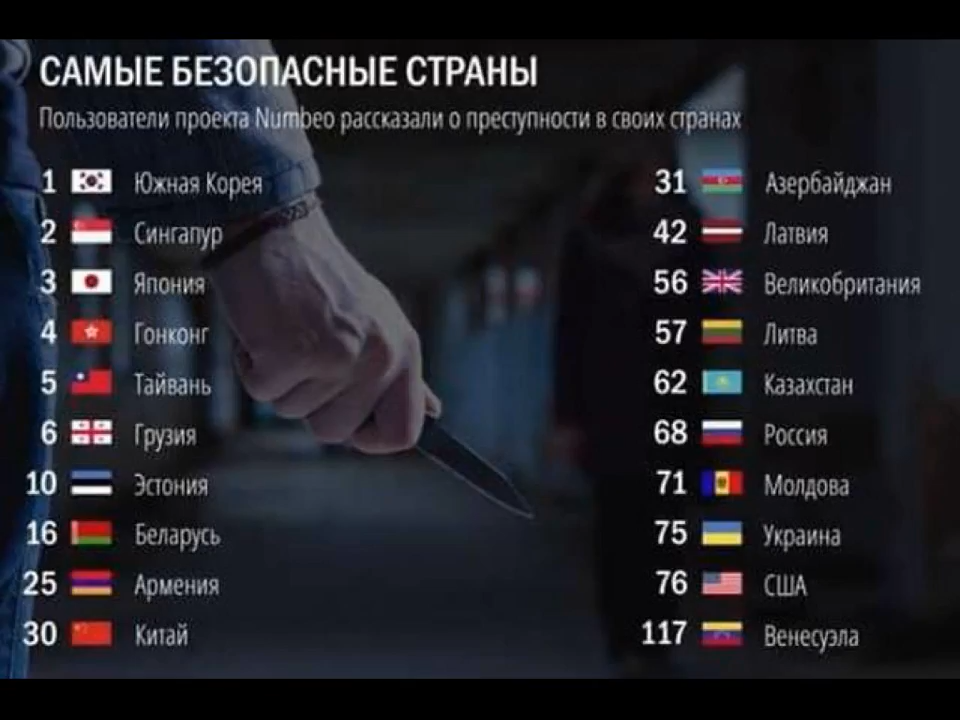 САМЫЕ БЕЗОПАСНЫЕ СТРАНЫ
Пользователи проекта Numbeo рассказали о преступности в своих странах
1 Южная Корея
2 Сингапур
3 Япония
4 Гонконг
5 Тайвань
6 Грузия
10 Эстония
16 Беларусь
25 Армения
30 Китай
31 Азербайджан
42 Латвия
56 Великобритания
57 Литва
62 Казахстан
68 Россия
71 Молдова
75 Украина
76 США
117 Венесуэла